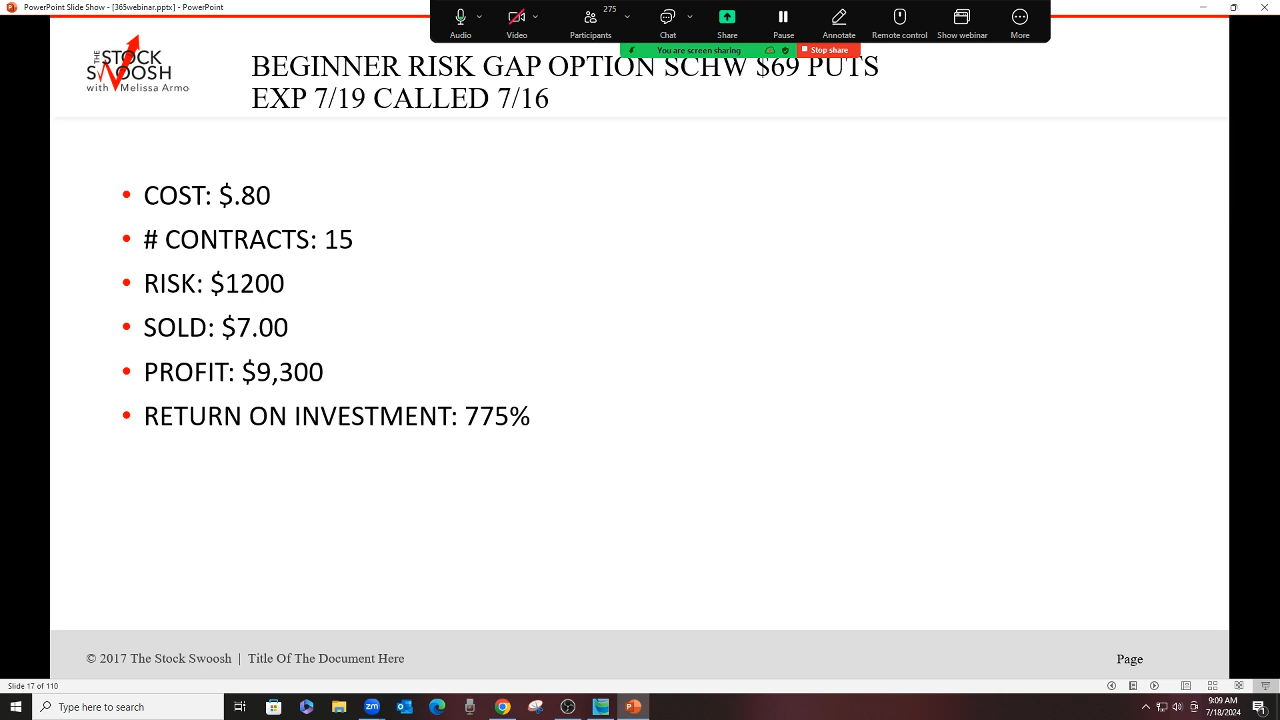 PowerPoint Slide Show - [365webinar.pptx] - PowerPoint
275
Audio
Video
Participants
Chat
Share
Pause
Annotate
Remote control
Show webinar
More
You are screen sharing
Stop share
THE STOCK
SWOOSH
with Melissa Armo
BEGINNER RISK GAP OPTION SCHW $69 PUTS
EXP 7/19 CALLED 7/16
• COST: $.80
• # CONTRACTS: 15
• RISK: $1200
• SOLD: $7.00
• PROFIT: $9,300
• RETURN ON INVESTMENT: 775%
© 2017 The Stock Swoosh | Title Of The Document Here
Page
Slide 17 of 110
Type here to search
9:09 AM
7/18/2024